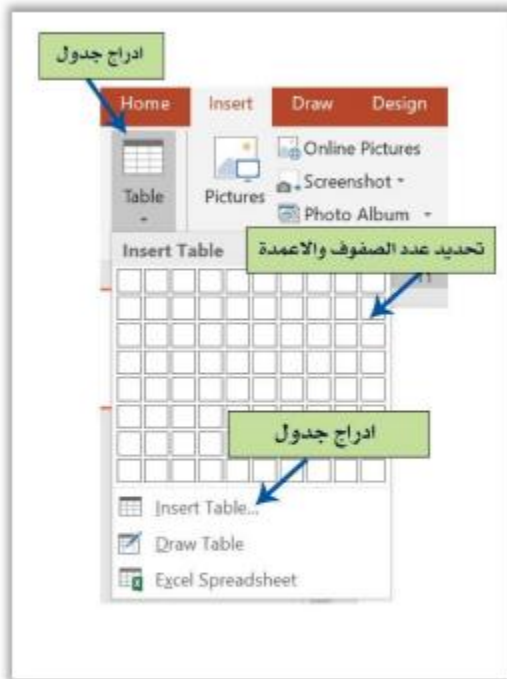 ادراج جدول
Home Insert Draw Design
Online Pictures
Screenshot
Table Pictures
Photo Album
Insert Table
تحديد عدد الصفوف والاعمدة
ادراج جدول
Insert Table...
Draw Table
Excel Spreadsheet